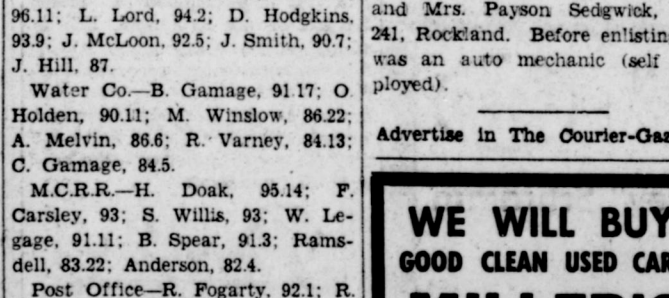 96.11; L. Lord, 94.2; D. Hodgkins,
93.9; J. McLoon, 92.5; J. Smith, 90.7;
J. Hill, 87.
Water Co.—B. Gamage, 91.17; O
Holden, 90.11; M. Winslow, 86.22;
A. Melvin, 86.6; R. Varney, 84.13;
C. Gamage, 84.5.
M.C.R.R.—H. Doak, 95.14; F.
Carsley, 93; S. Willis, 93; W. Le-
gage, 91.11; B. Spear, 91.3; Rams-
dell, 83.22; Anderson, 82.4.
Post Office—R. Fogarty, 92.1; R.
and Mrs. Payson Sedgwick,
241, Rockland. Before enlistin
was an auto mechanic (self
ployed).
Advertise in The Courier-Gaz
WE WILL BUY
GOOD CLEAN USED CAR